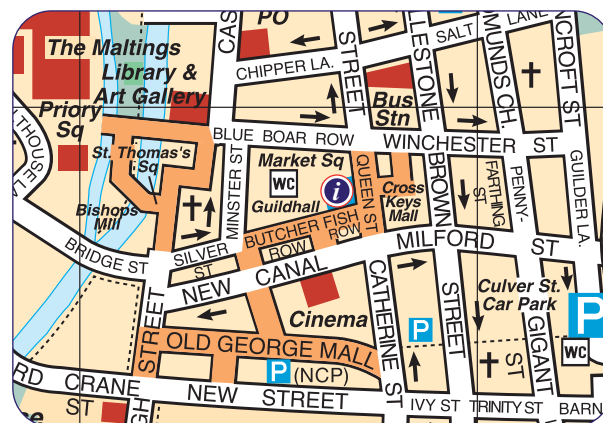 PO
CAS
The Maltings
Library &
Art Gallery
Priory
Sq
CHIPPER LA.
STREET
SALT
LANE
Bus
Stn
BLUE BOAR ROW
WINCHESTER ST
St. Thomas's
Sq
Market Sq
WC
i
Guildhall
MINSTER ST
QUEEN ST
Cross
Keys
Mall
BROWN
FARTHING
ST
PENNY-
GUILDER LA.
Bishops
Mill
BUTCHER
ROW
FISH
ROW
BRIDGE ST
SILVER
ST
NEW CANAL
MILFORD ST
CATHERINE ST
STREET
Culver St.
Car Park
P
GIGANT
ST
WC
Cinema
P
OLD GEORGE MALL
STREET
P (NCP)
RD
CRANE
ST
NEW STREET
IVY ST
TRINITY ST
BARN